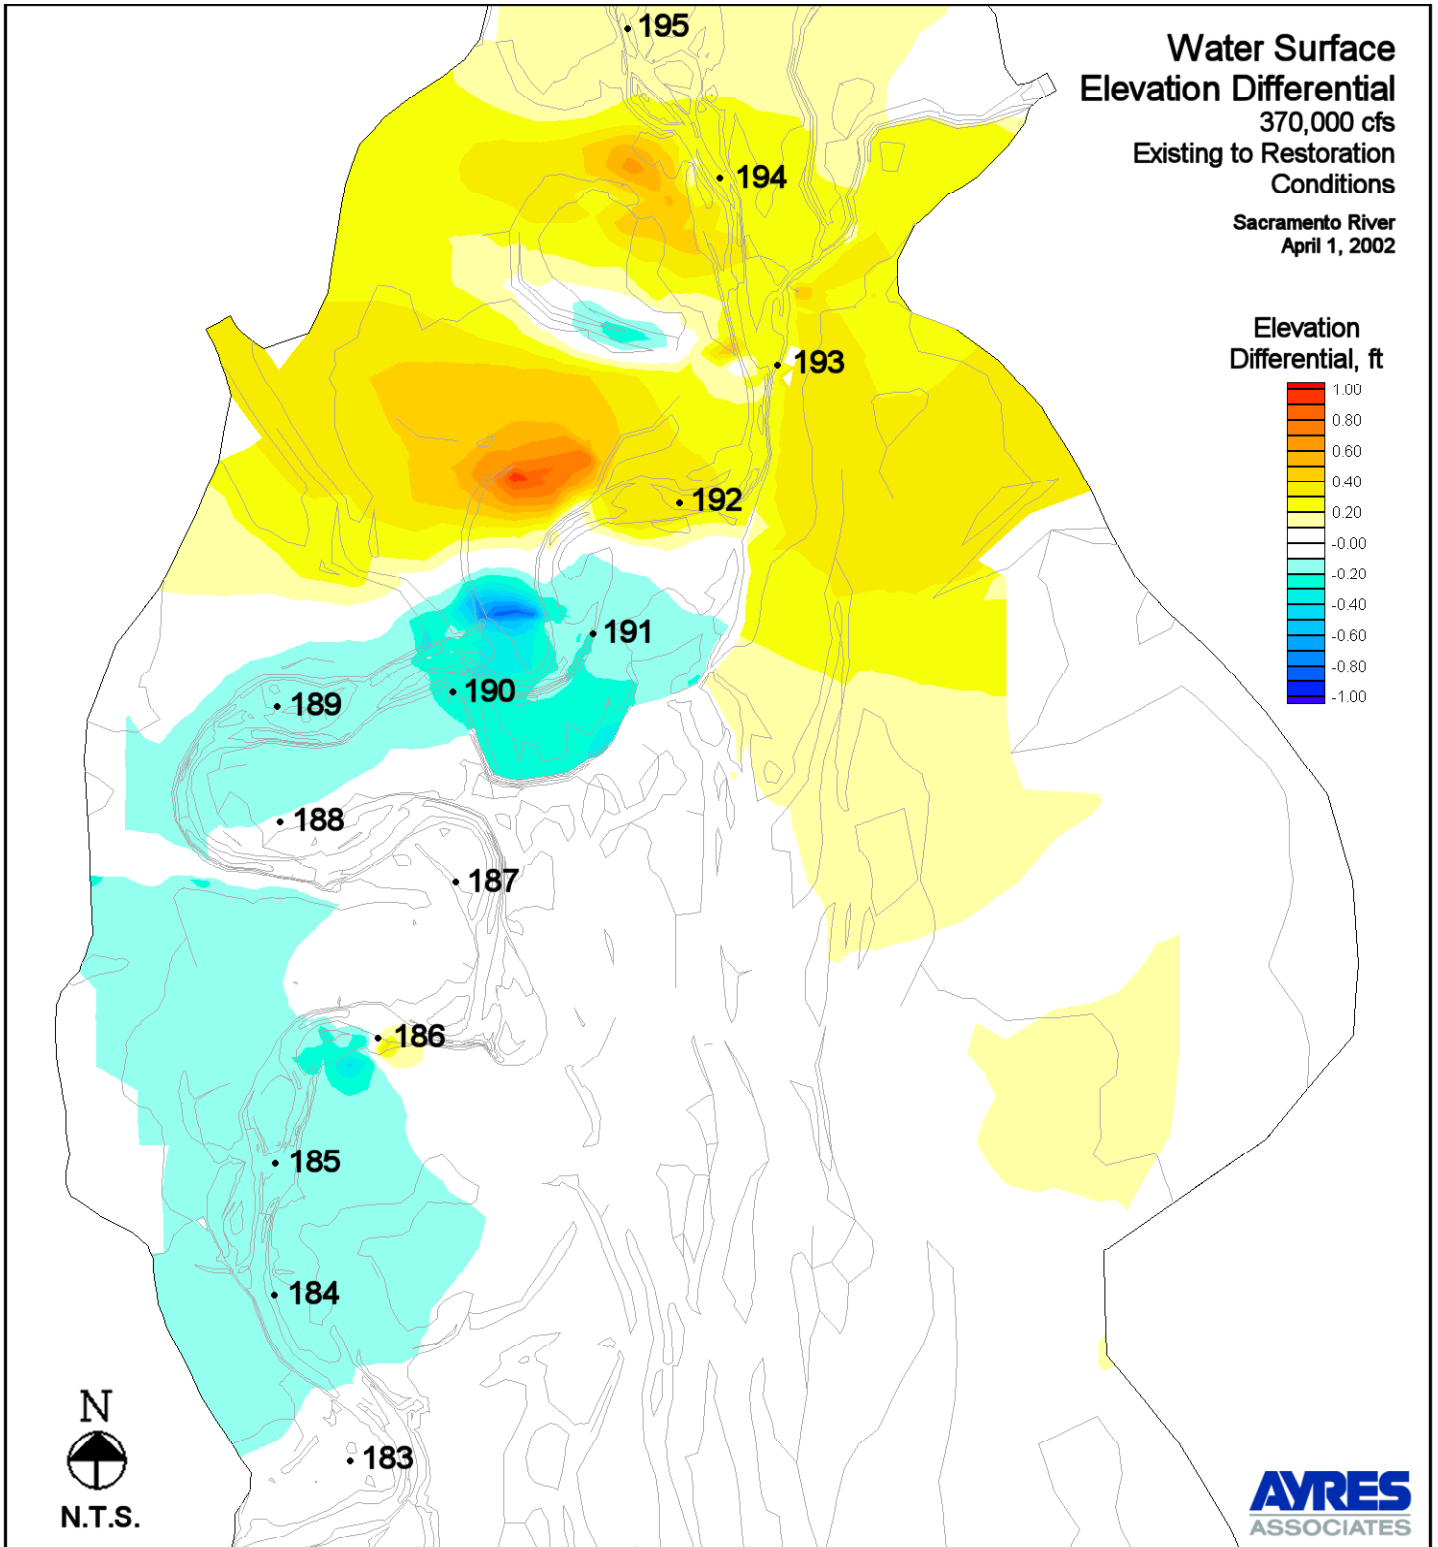 195
Water Surface
Elevation Differential
370,000 cfs
Existing to Restoration
Conditions
Sacramento River
April 1, 2002
194
Elevation
Differential, ft
1.00
0.80
0.60
0.40
0.20
-0.00
-0.20
-0.40
-0.60
-0.80
-1.00
193
192
191
190
189
188
187
186
185
184
183
N
N.T.S.
AYRES
ASSOCIATES